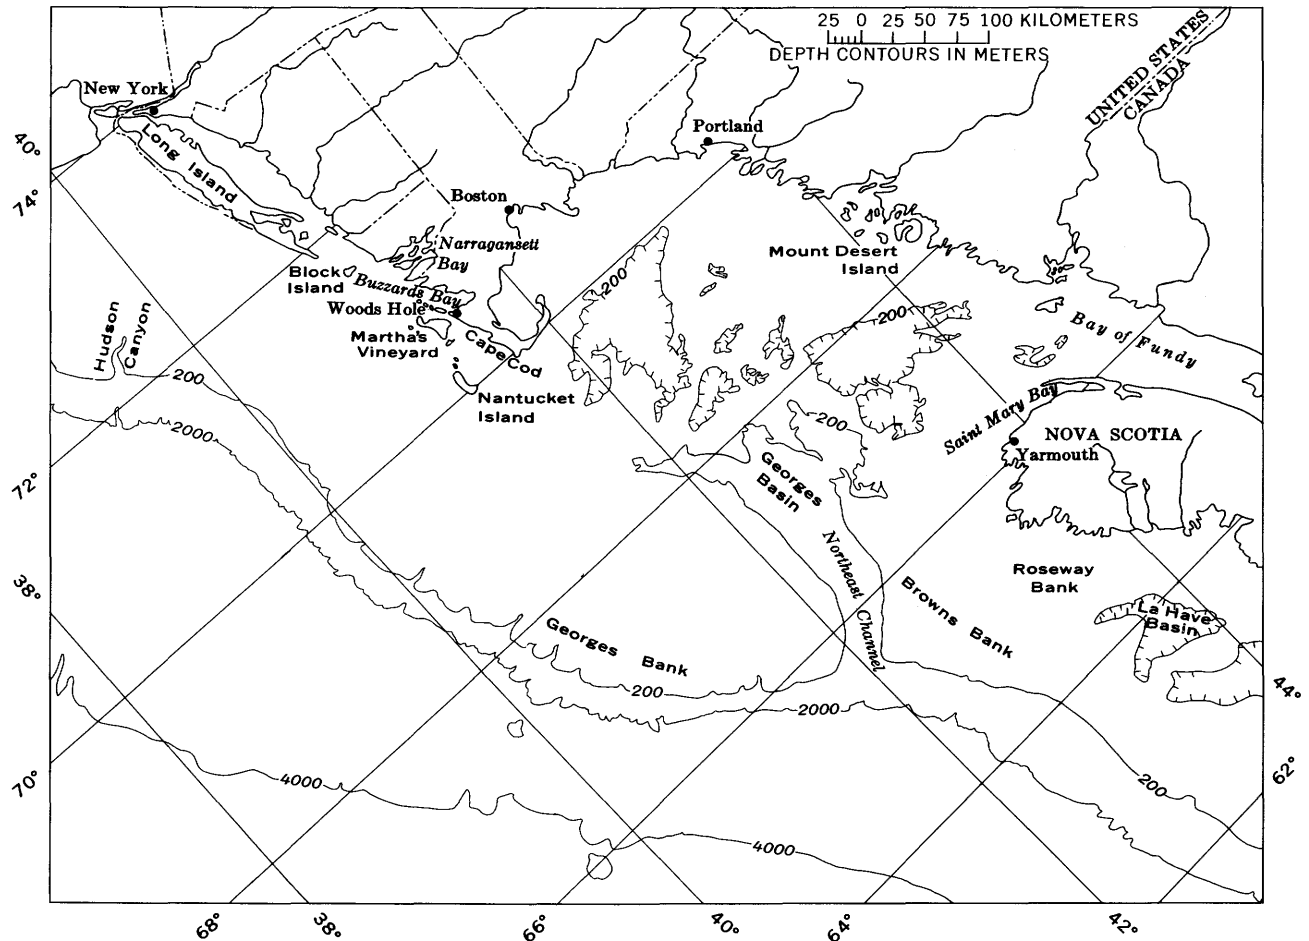 25 0 25 50 75 100 KILOMETERS
DEPTH CONTOURS IN METERS
UNITED STATES
CANADA
New York
Portland
40°
74°
Long Island
Boston
Narragansett
Bay
Mount Desert
Island
Block
Island
Buzzards Bay
Woods Hole
200
200
Bay of Fundy
Hudson
Canyon
Martha's
Vineyard
Cape Cod
200
Nantucket
Island
Saint Mary Bay
2000
200
NOVA SCOTIA
Yarmouth
Georges
Basin
72°
Northeast Channel
Roseway
Bank
38°
Browns Bank
La Have
Basin
Georges Bank
200
2000
44°
70°
4000
200
62°
4000
68°
38°
66°
40°
64°
42°